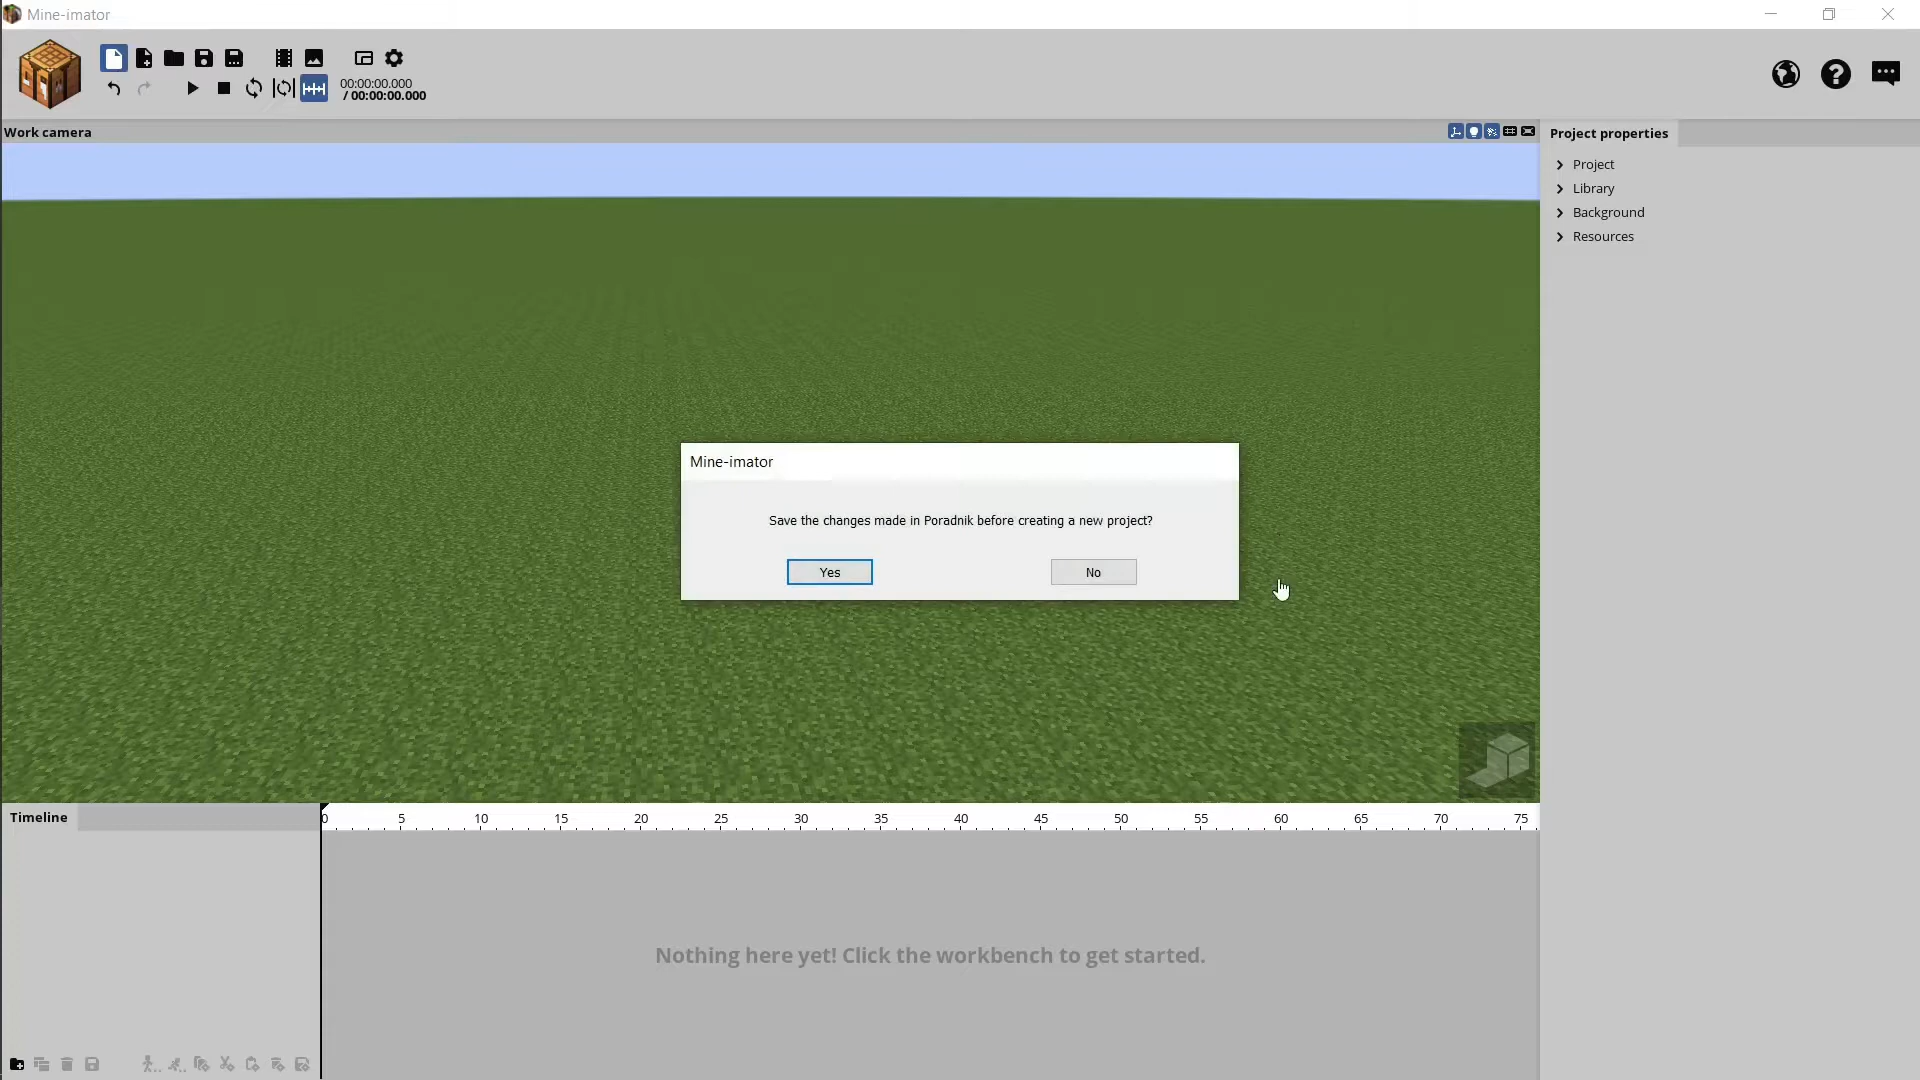 Mine-imator
00:00:00.000
/ 00:00:00.000
Work camera
Project properties
Project
Library
Background
Resources
Mine-imator
Save the changes made in Poradnik before creating a new project?
Yes No
Timeline
0 5 10 15 20 25 30 35 40 45 50 55 60 65 70 75
Nothing here yet! Click the workbench to get started.